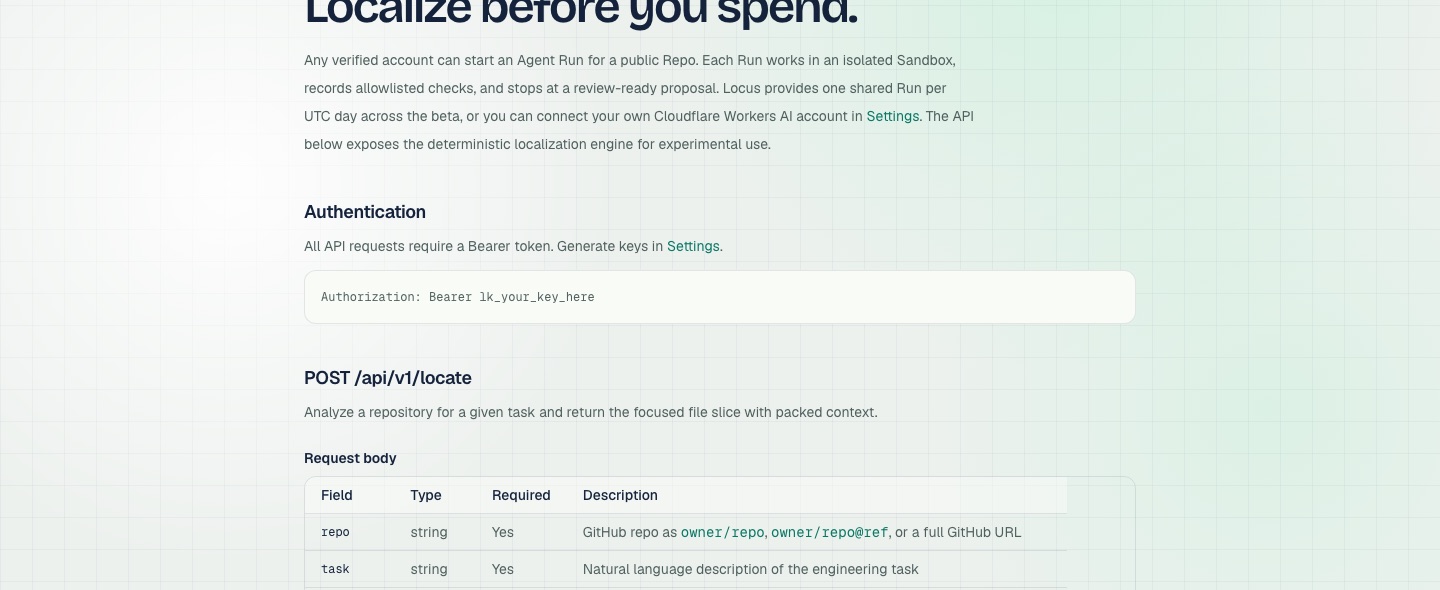 Localize before you spend.
Any verified account can start an Agent Run for a public Repo. Each Run works in an isolated Sandbox,
records allowlisted checks, and stops at a review-ready proposal. Locus provides one shared Run per
UTC day across the beta, or you can connect your own Cloudflare Workers AI account in Settings. The API
below exposes the deterministic localization engine for experimental use.
Authentication
All API requests require a Bearer token. Generate keys in Settings.
Authorization: Bearer lk_your_key_here
POST /api/v1/locate
Analyze a repository for a given task and return the focused file slice with packed context.
Request body
Field Type Required Description
repo string Yes GitHub repo as owner/repo, owner/repo@ref, or a full GitHub URL
task string Yes Natural language description of the engineering task